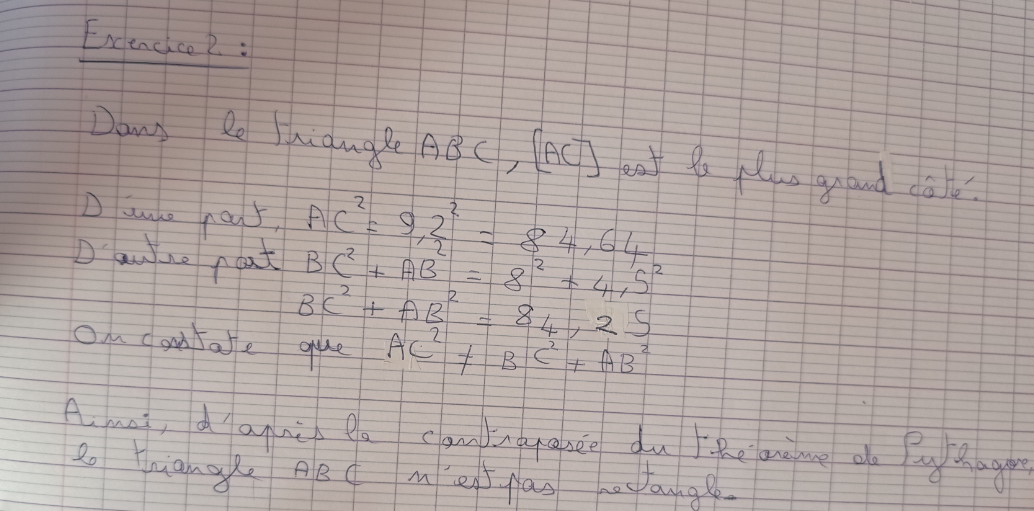 Exercice 2 :
Dans le triangle ABC, [AC] est le plus grand côté.
D'une part, AC² = 9,2² = 84,64
D'autre part BC² + AB² = 8² + 4,5²
BC² + AB² = 84,25
On constate que AC² ≠ BC² + AB²
Ainsi, d'après la contraposée du théorème de Pythagore
le triangle ABC n'est pas rectangle.